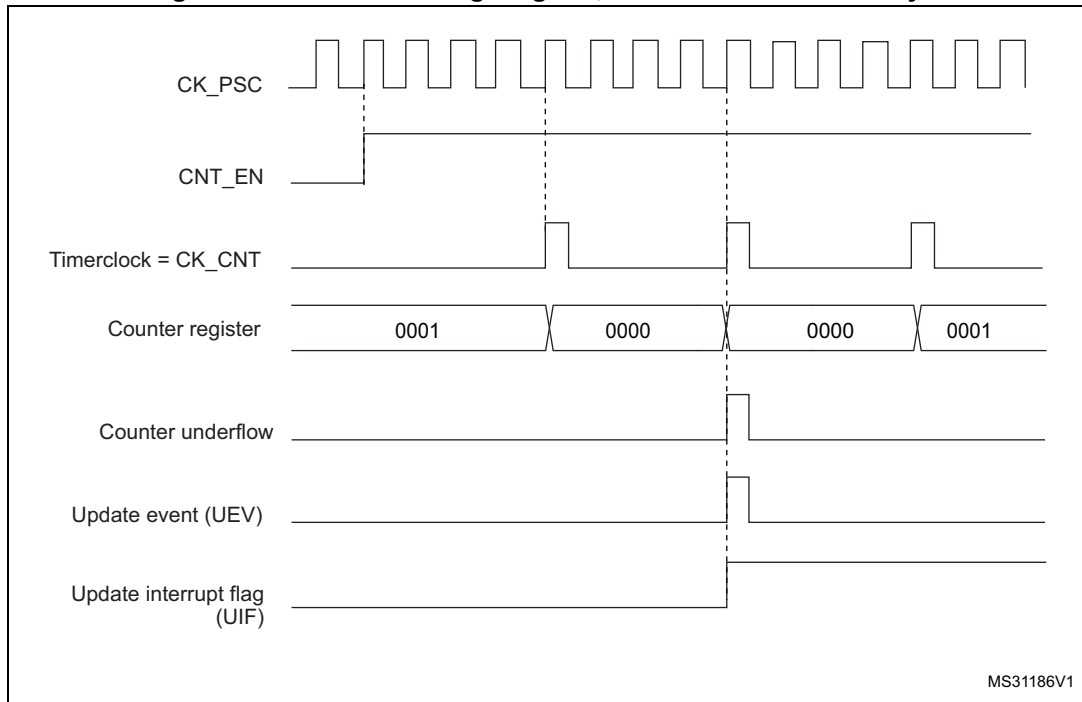 CK_PSC
CNT_EN
Timerclock = CK_CNT
Counter register 0001 0000 0000 0001
Counter underflow
Update event (UEV)
Update interrupt flag
(UIF)
MS31186V1